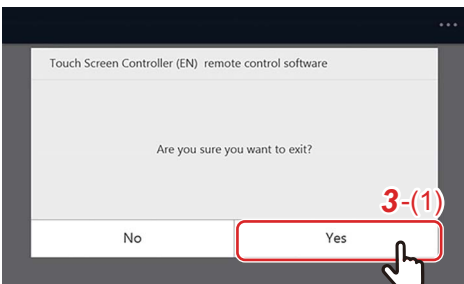 Touch Screen Controller (EN) remote control software
Are you sure you want to exit?
3-(1)
No
Yes